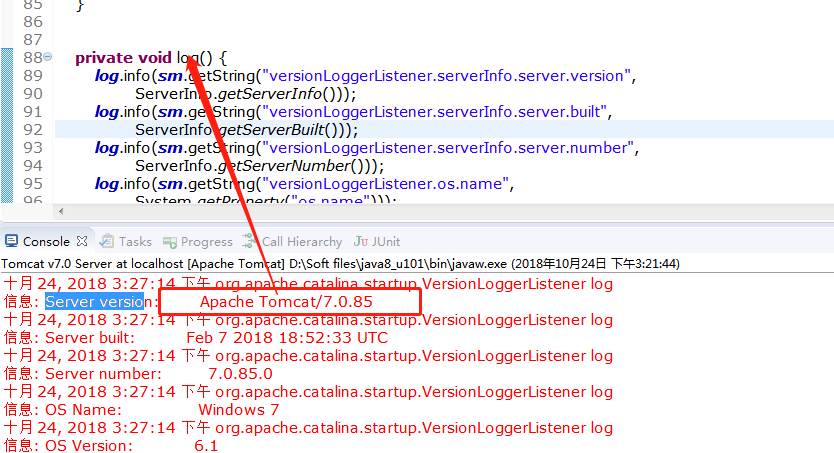 85 }
86
87
88 private void log() {
89 log.info(sm.getString("versionLoggerListener.serverInfo.server.version",
90 ServerInfo.getServerInfo()));
91 log.info(sm.getString("versionLoggerListener.serverInfo.server.built",
92 ServerInfo.getServerBuilt()));
93 log.info(sm.getString("versionLoggerListener.serverInfo.server.number",
94 ServerInfo.getServerNumber()));
95 log.info(sm.getString("versionLoggerListener.os.name",
96 System.getProperty("os.name")));
Console Tasks Progress Call Hierarchy JUnit
Tomcat v7.0 Server at localhost [Apache Tomcat] D:\Soft files\java8_u101\bin\javaw.exe (2018年10月24日 下午3:21:44)
十月 24, 2018 3:27:14 下午 org.apache.catalina.startup.VersionLoggerListener log
信息: Server version: Apache Tomcat/7.0.85
十月 24, 2018 3:27:14 下午 org.apache.catalina.startup.VersionLoggerListener log
信息: Server built: Feb 7 2018 18:52:33 UTC
十月 24, 2018 3:27:14 下午 org.apache.catalina.startup.VersionLoggerListener log
信息: Server number: 7.0.85.0
十月 24, 2018 3:27:14 下午 org.apache.catalina.startup.VersionLoggerListener log
信息: OS Name: Windows 7
十月 24, 2018 3:27:14 下午 org.apache.catalina.startup.VersionLoggerListener log
信息: OS Version: 6.1